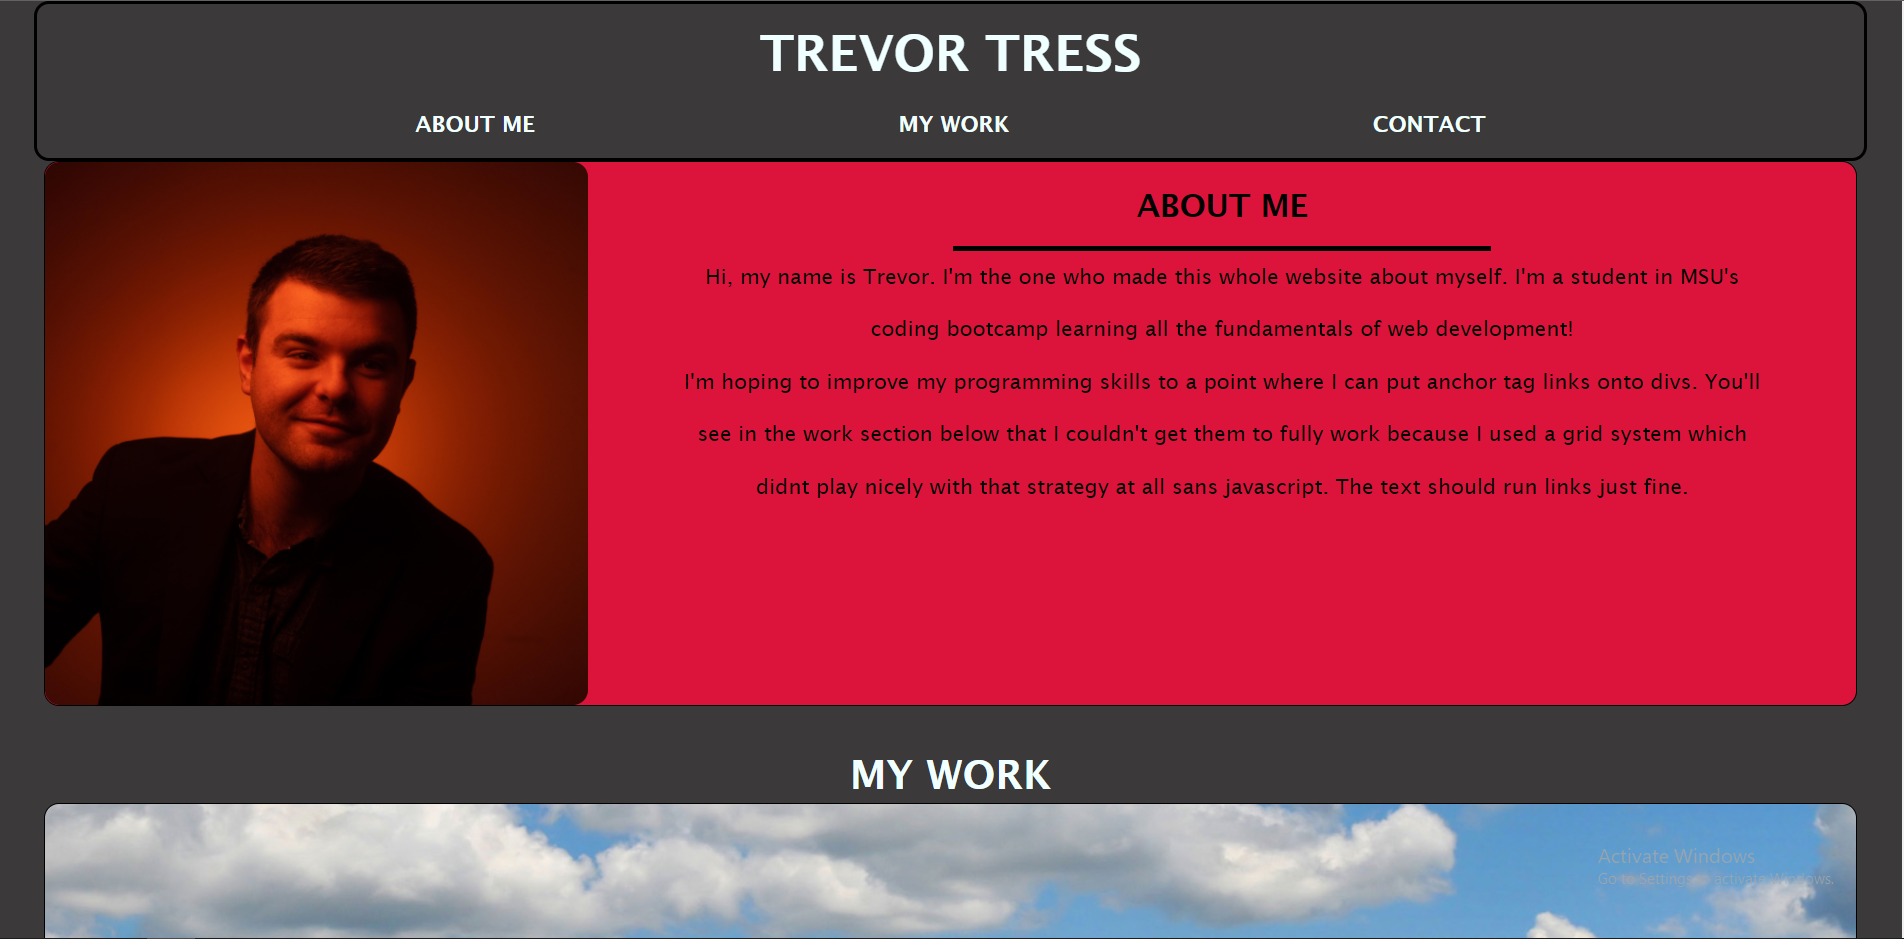 TREVOR TRESS
ABOUT ME
MY WORK
CONTACT
ABOUT ME
Hi, my name is Trevor. I'm the one who made this whole website about myself. I'm a student in MSU's
coding bootcamp learning all the fundamentals of web development!
I'm hoping to improve my programming skills to a point where I can put anchor tag links onto divs. You'll
see in the work section below that I couldn't get them to fully work because I used a grid system which
didnt play nicely with that strategy at all sans javascript. The text should run links just fine.
MY WORK
Activate Windows
Go to Settings to activate Windows.